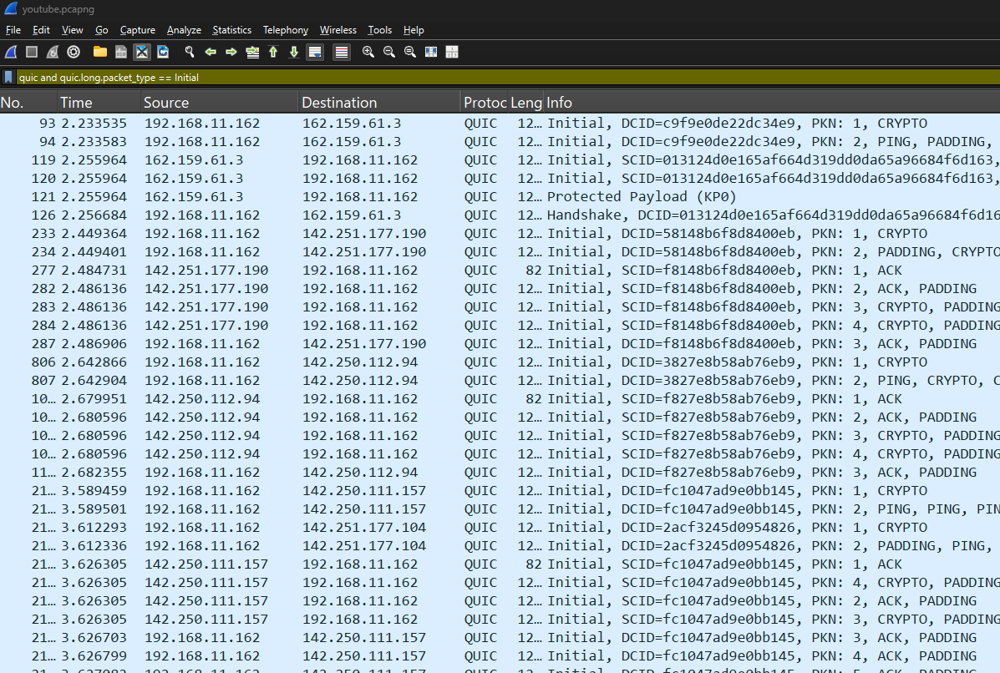 youtube.pcapng
File Edit View Go Capture Analyze Statistics Telephony Wireless Tools Help
quic and quic.long.packet_type == Initial
No. Time Source Destination Protoc Leng Info
93 2.233535 192.168.11.162 162.159.61.3 QUIC 12… Initial, DCID=c9f9e0de22dc34e9, PKN: 1, CRYPTO
94 2.233583 192.168.11.162 162.159.61.3 QUIC 12… Initial, DCID=c9f9e0de22dc34e9, PKN: 2, PING, PADDING,
119 2.255964 162.159.61.3 192.168.11.162 QUIC 12… Initial, SCID=013124d0e165af664d319dd0da65a96684f6d163,
120 2.255964 162.159.61.3 192.168.11.162 QUIC 12… Initial, SCID=013124d0e165af664d319dd0da65a96684f6d163,
121 2.255964 162.159.61.3 192.168.11.162 QUIC 12… Protected Payload (KP0)
126 2.256684 192.168.11.162 162.159.61.3 QUIC 12… Handshake, DCID=013124d0e165af664d319dd0da65a96684f6d16
233 2.449364 192.168.11.162 142.251.177.190 QUIC 12… Initial, DCID=58148b6f8d8400eb, PKN: 1, CRYPTO
234 2.449401 192.168.11.162 142.251.177.190 QUIC 12… Initial, DCID=58148b6f8d8400eb, PKN: 2, PADDING, CRYPTO
277 2.484731 142.251.177.190 192.168.11.162 QUIC 82 Initial, SCID=f8148b6f8d8400eb, PKN: 1, ACK
282 2.486136 142.251.177.190 192.168.11.162 QUIC 12… Initial, SCID=f8148b6f8d8400eb, PKN: 2, ACK, PADDING
283 2.486136 142.251.177.190 192.168.11.162 QUIC 12… Initial, SCID=f8148b6f8d8400eb, PKN: 3, CRYPTO, PADDING
284 2.486136 142.251.177.190 192.168.11.162 QUIC 12… Initial, SCID=f8148b6f8d8400eb, PKN: 4, CRYPTO, PADDING
287 2.486906 192.168.11.162 142.251.177.190 QUIC 12… Initial, DCID=f8148b6f8d8400eb, PKN: 3, ACK, PADDING
806 2.642866 192.168.11.162 142.250.112.94 QUIC 12… Initial, DCID=3827e8b58ab76eb9, PKN: 1, CRYPTO
807 2.642904 192.168.11.162 142.250.112.94 QUIC 12… Initial, DCID=3827e8b58ab76eb9, PKN: 2, PING, CRYPTO, C
10… 2.679951 142.250.112.94 192.168.11.162 QUIC 82 Initial, SCID=f827e8b58ab76eb9, PKN: 1, ACK
10… 2.680596 142.250.112.94 192.168.11.162 QUIC 12… Initial, SCID=f827e8b58ab76eb9, PKN: 2, ACK, PADDING
10… 2.680596 142.250.112.94 192.168.11.162 QUIC 12… Initial, SCID=f827e8b58ab76eb9, PKN: 3, CRYPTO, PADDING
10… 2.680596 142.250.112.94 192.168.11.162 QUIC 12… Initial, SCID=f827e8b58ab76eb9, PKN: 4, CRYPTO, PADDING
11… 2.682355 192.168.11.162 142.250.112.94 QUIC 12… Initial, DCID=f827e8b58ab76eb9, PKN: 3, ACK, PADDING
21… 3.589459 192.168.11.162 142.250.111.157 QUIC 12… Initial, DCID=fc1047ad9e0bb145, PKN: 1, CRYPTO
21… 3.589501 192.168.11.162 142.250.111.157 QUIC 12… Initial, DCID=fc1047ad9e0bb145, PKN: 2, PING, PING, PIN
21… 3.612293 192.168.11.162 142.251.177.104 QUIC 12… Initial, DCID=2acf3245d0954826, PKN: 1, CRYPTO
21… 3.612336 192.168.11.162 142.251.177.104 QUIC 12… Initial, DCID=2acf3245d0954826, PKN: 2, PADDING, PING,
21… 3.626305 142.250.111.157 192.168.11.162 QUIC 82 Initial, SCID=fc1047ad9e0bb145, PKN: 1, ACK
21… 3.626305 142.250.111.157 192.168.11.162 QUIC 12… Initial, SCID=fc1047ad9e0bb145, PKN: 4, CRYPTO, PADDING
21… 3.626305 142.250.111.157 192.168.11.162 QUIC 12… Initial, SCID=fc1047ad9e0bb145, PKN: 2, ACK, PADDING
21… 3.626305 142.250.111.157 192.168.11.162 QUIC 12… Initial, SCID=fc1047ad9e0bb145, PKN: 3, CRYPTO, PADDING
21… 3.626703 192.168.11.162 142.250.111.157 QUIC 12… Initial, DCID=fc1047ad9e0bb145, PKN: 3, ACK, PADDING
21… 3.626799 192.168.11.162 142.250.111.157 QUIC 12… Initial, DCID=fc1047ad9e0bb145, PKN: 4, ACK, PADDING